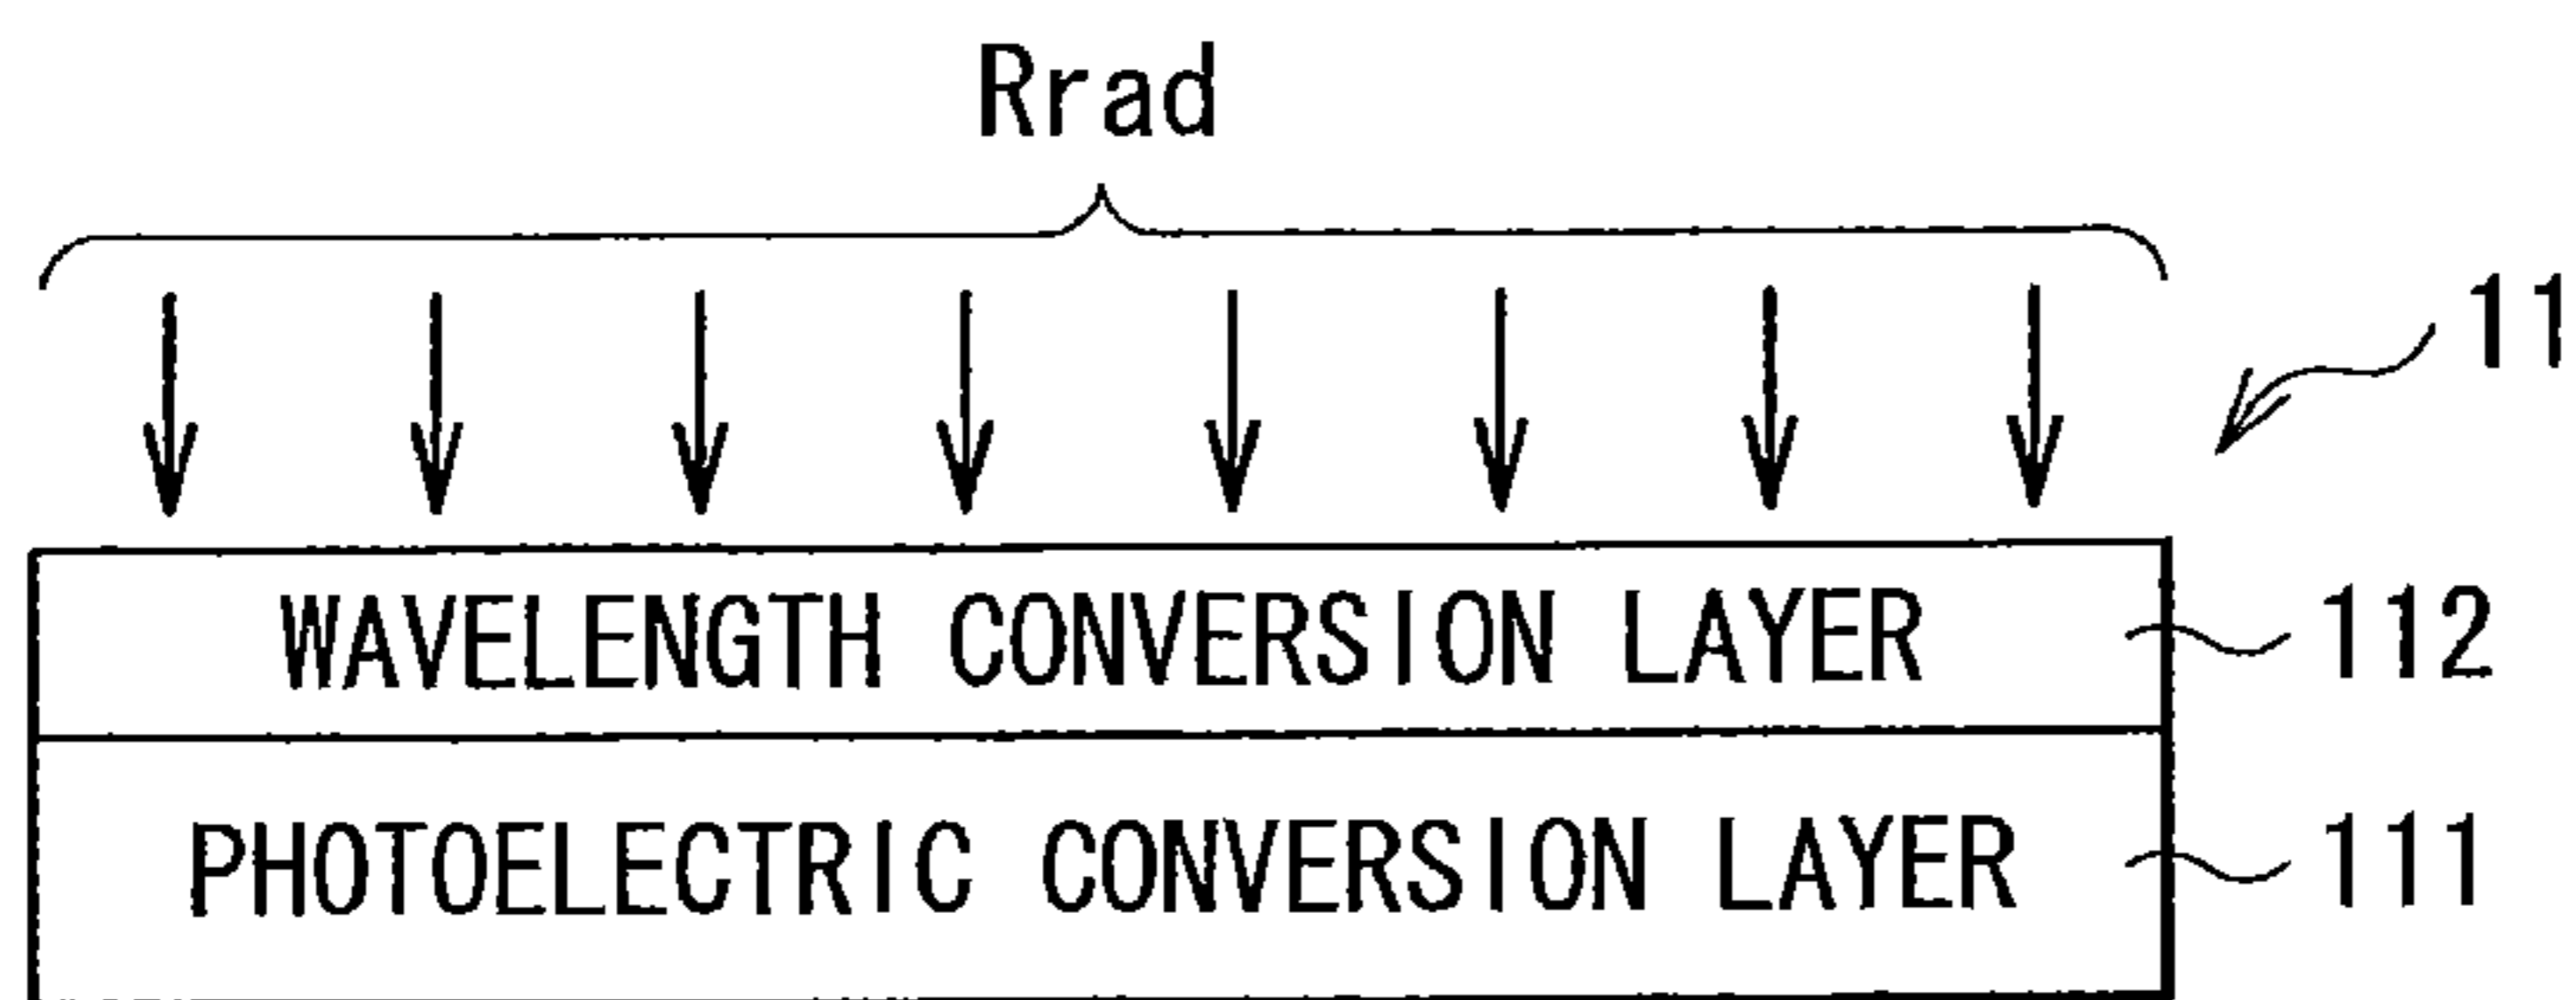 Rrad
11
WAVELENGTH CONVERSION LAYER 112
PHOTOELECTRIC CONVERSION LAYER 111